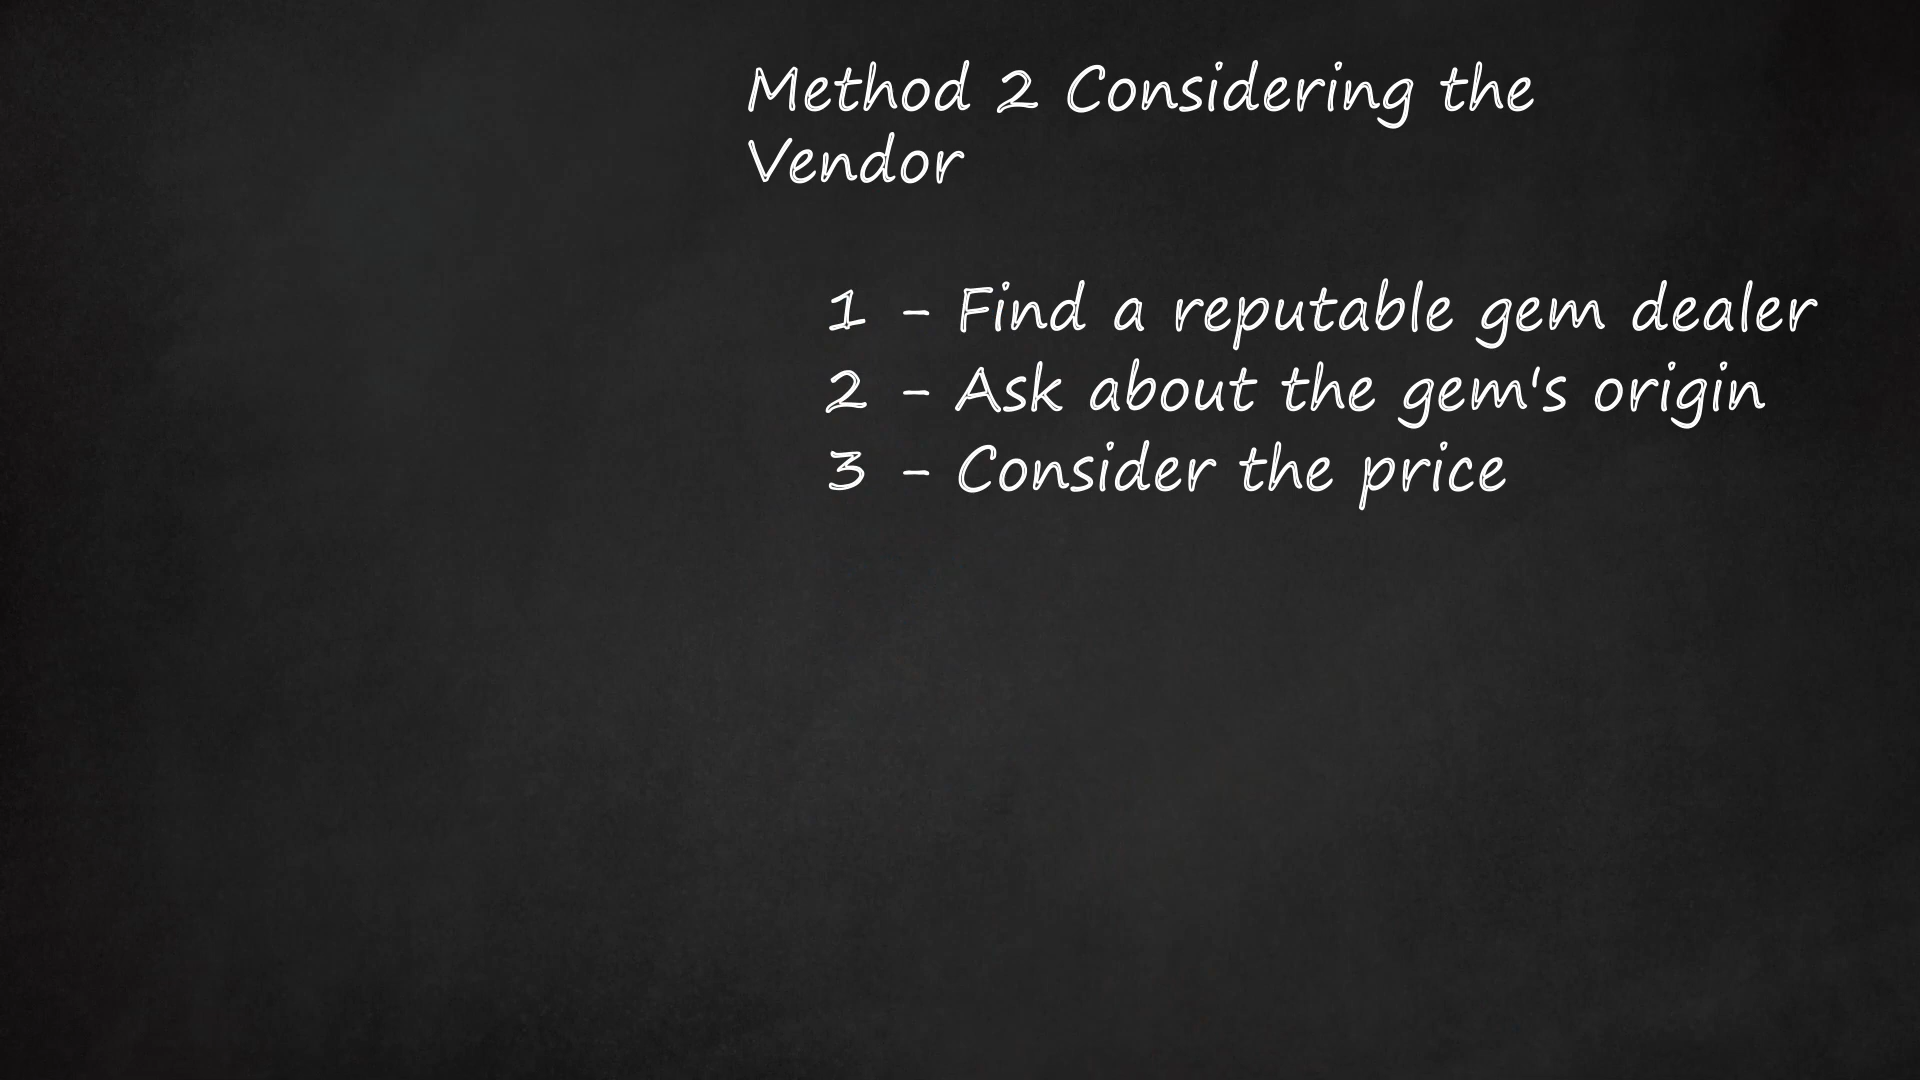 Method 2 Considering the
Vendor
1 - Find a reputable gem dealer
2 - Ask about the gem's origin
3 - Consider the price